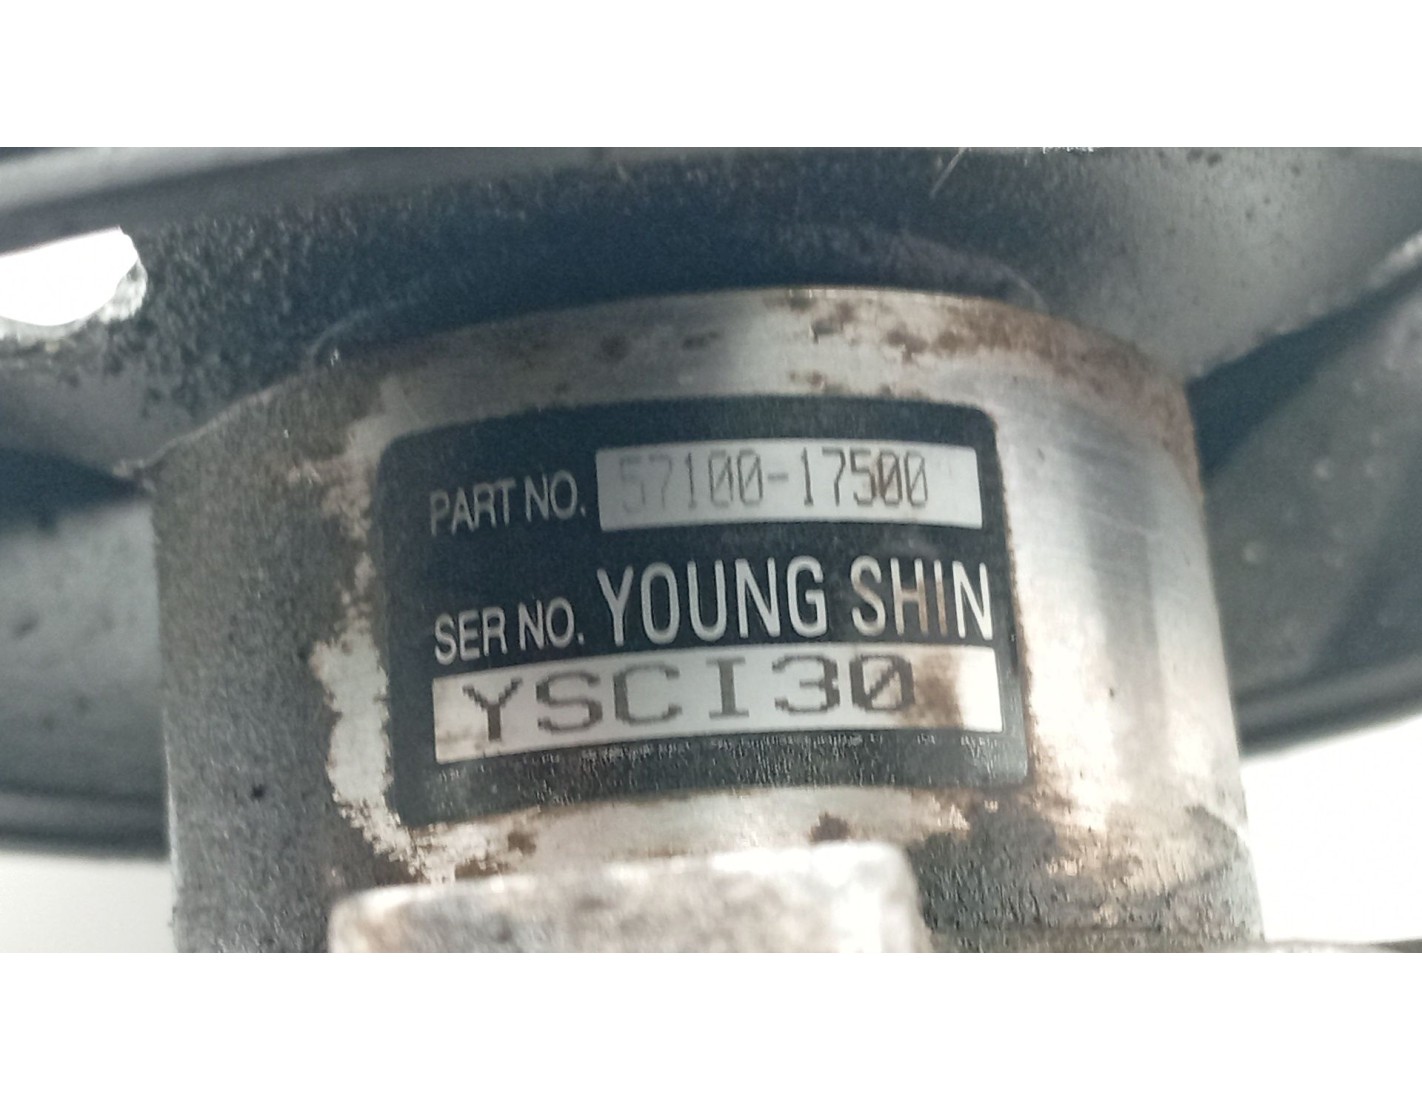 PART NO. 57100-17500
SER NO. YOUNG SHIN
YSCI30